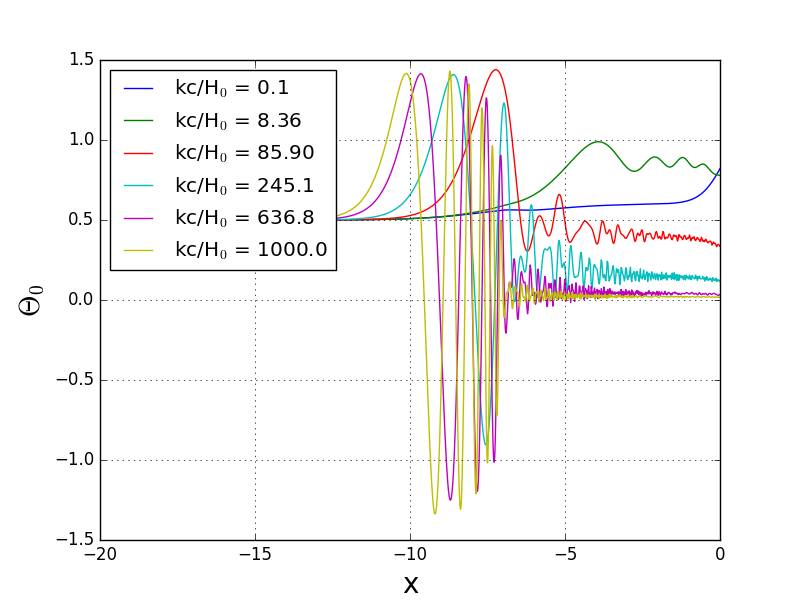 1.5
1.0
0.5
0.0
−0.5
−1.0
−1.5
Θ₀
kc/H₀ = 0.1
kc/H₀ = 8.36
kc/H₀ = 85.90
kc/H₀ = 245.1
kc/H₀ = 636.8
kc/H₀ = 1000.0
−20
−15
−10
−5
0
x